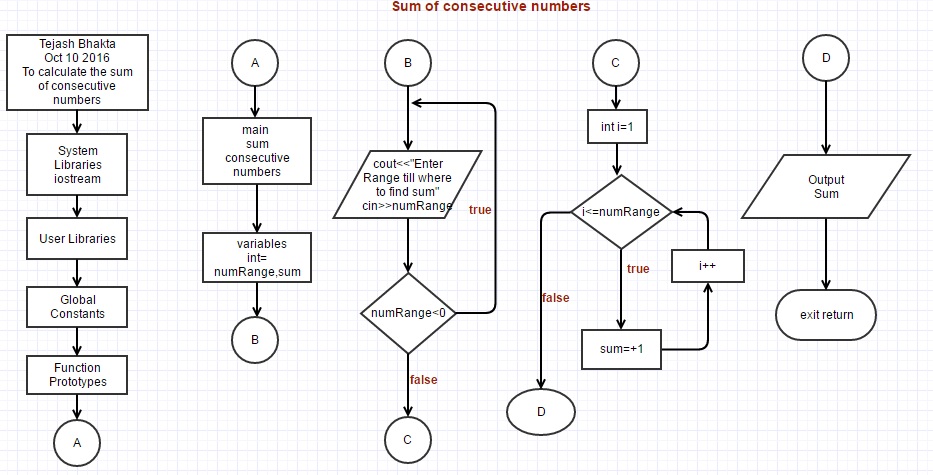 Sum of consecutive numbers
Tejash Bhakta
Oct 10 2016
To calculate the sum
of consecutive
numbers
System
Libraries
iostream
User Libraries
Global
Constants
Function
Prototypes
A
A
main
sum
consecutive
numbers
variables
int=
numRange,sum
B
B
cout<<"Enter
Range till where
to find sum"
cin>>numRange
true
numRange<0
false
C
C
int i=1
i<=numRange
true
false
i++
sum=+1
D
D
Output
Sum
exit return